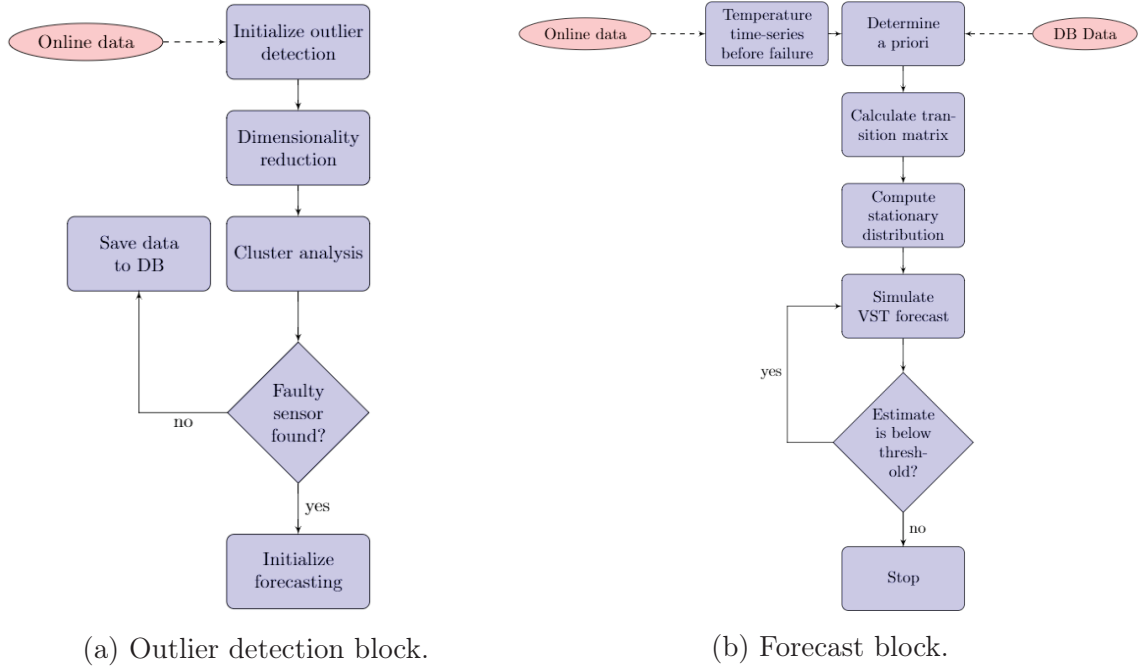 Online data
Initialize outlier
detection
Dimensionality
reduction
Save data
to DB
Cluster analysis
Faulty
sensor
found?
no
yes
Initialize
forecasting
(a) Outlier detection block.
Online data
Temperature
time-series
before failure
Determine
a priori
DB Data
Calculate tran-
sition matrix
Compute
stationary
distribution
Simulate
VST forecast
yes
Estimate
is below
thresh-
old?
no
Stop
(b) Forecast block.